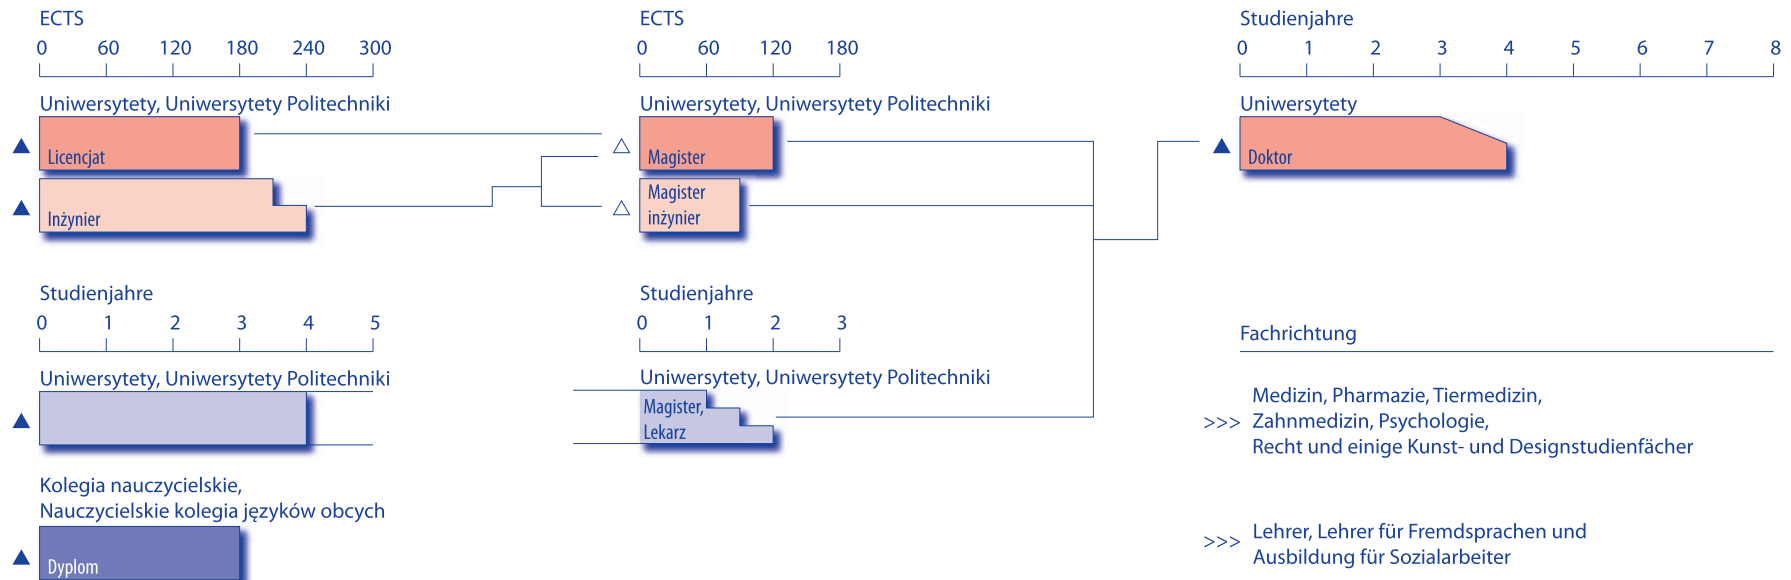 ECTS
0 60 120 180 240 300
Uniwersytety, Uniwersytety Politechniki
Licencjat
Inżynier
ECTS
0 60 120 180
Uniwersytety, Uniwersytety Politechniki
Magister
Magister
inżynier
Studienjahre
0 1 2 3 4 5 6 7 8
Uniwersytety
Doktor
Studienjahre
0 1 2 3 4 5
Uniwersytety, Uniwersytety Politechniki
Studienjahre
0 1 2 3
Uniwersytety, Uniwersytety Politechniki
Magister,
Lekarz
Fachrichtung
>>> Medizin, Pharmazie, Tiermedizin,
Zahnmedizin, Psychologie,
Recht und einige Kunst- und Designstudienfächer
Kolegia nauczycielskie,
Nauczycielskie kolegia języków obcych
Dyplom
>>> Lehrer, Lehrer für Fremdsprachen und
Ausbildung für Sozialarbeiter